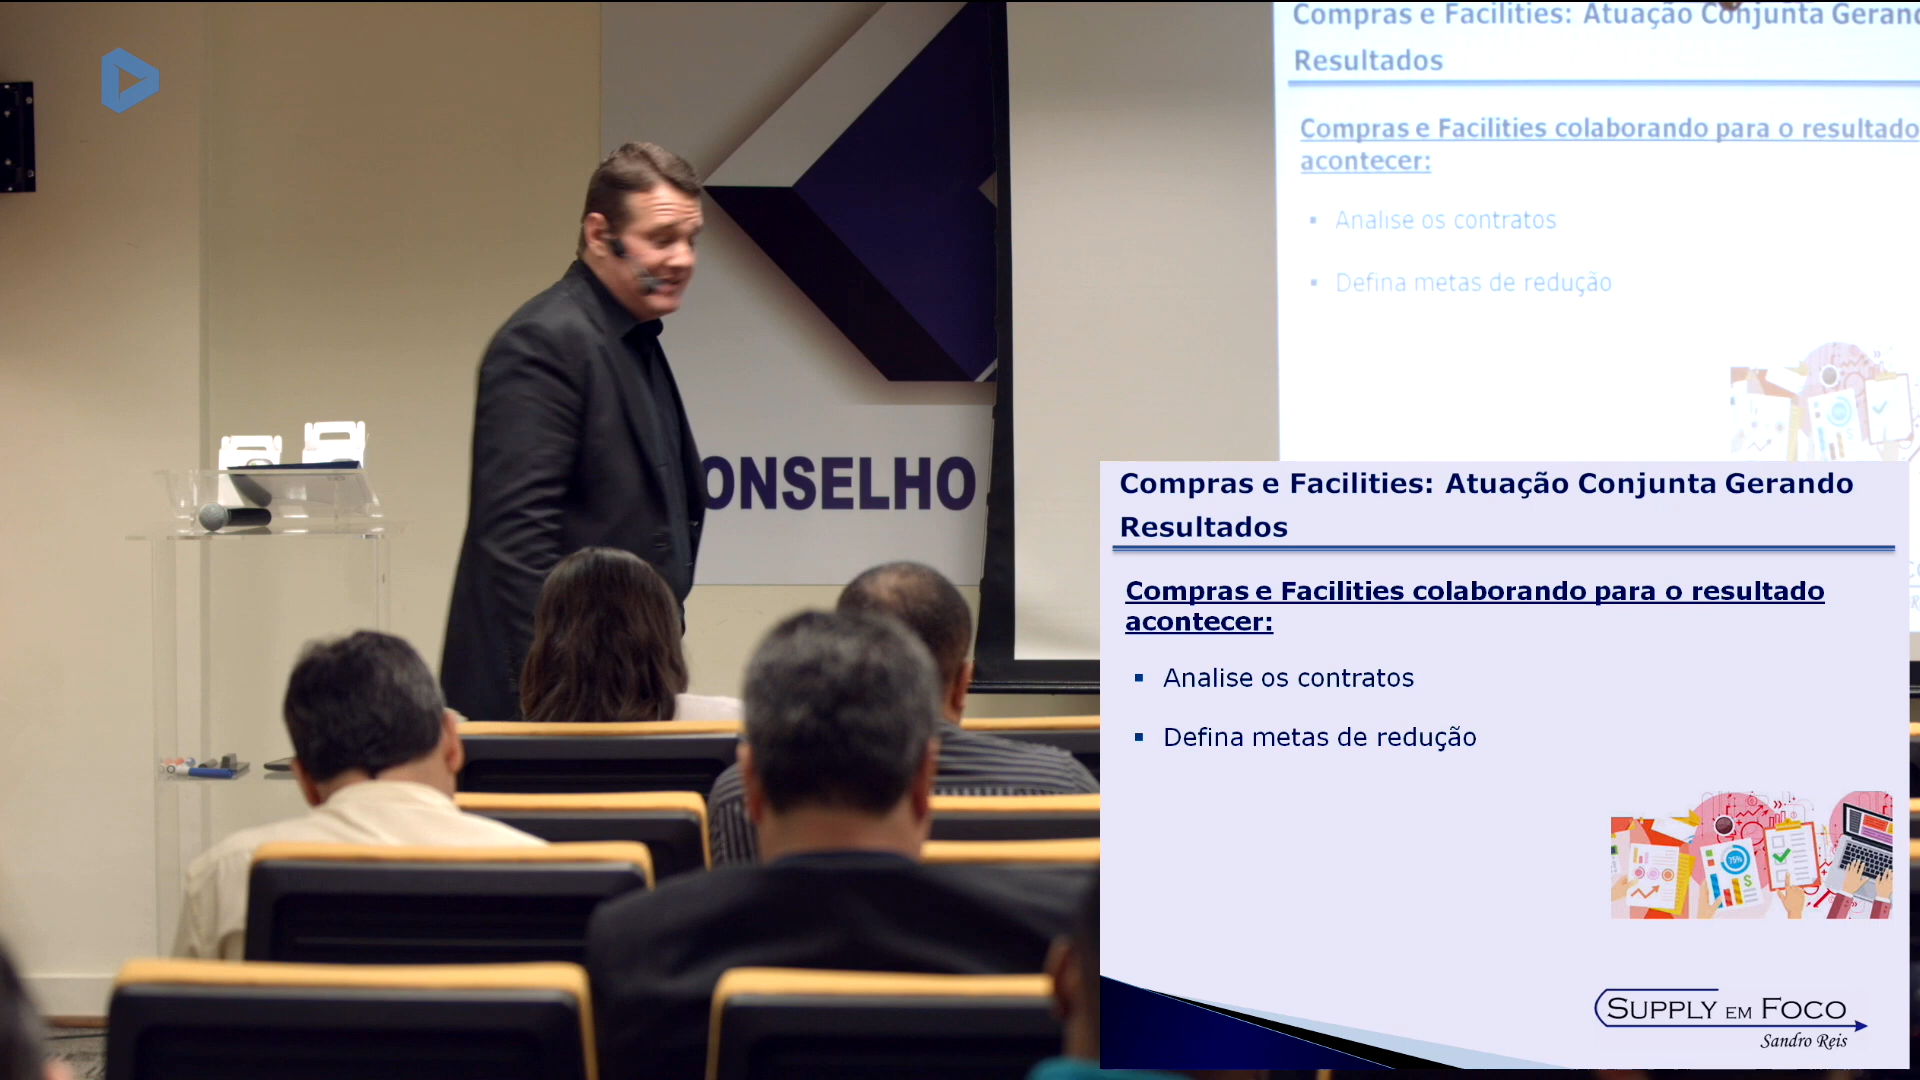 Compras e Facilities: Atuação Conjunta Gerand
Resultados
Compras e Facilities colaborando para o resultado
acontecer:
▪ Analise os contratos
▪ Defina metas de redução
ONSELHO
Compras e Facilities: Atuação Conjunta Gerando
Resultados
Compras e Facilities colaborando para o resultado
acontecer:
▪ Analise os contratos
▪ Defina metas de redução
75%
$
SUPPLY EM FOCO
Sandro Reis